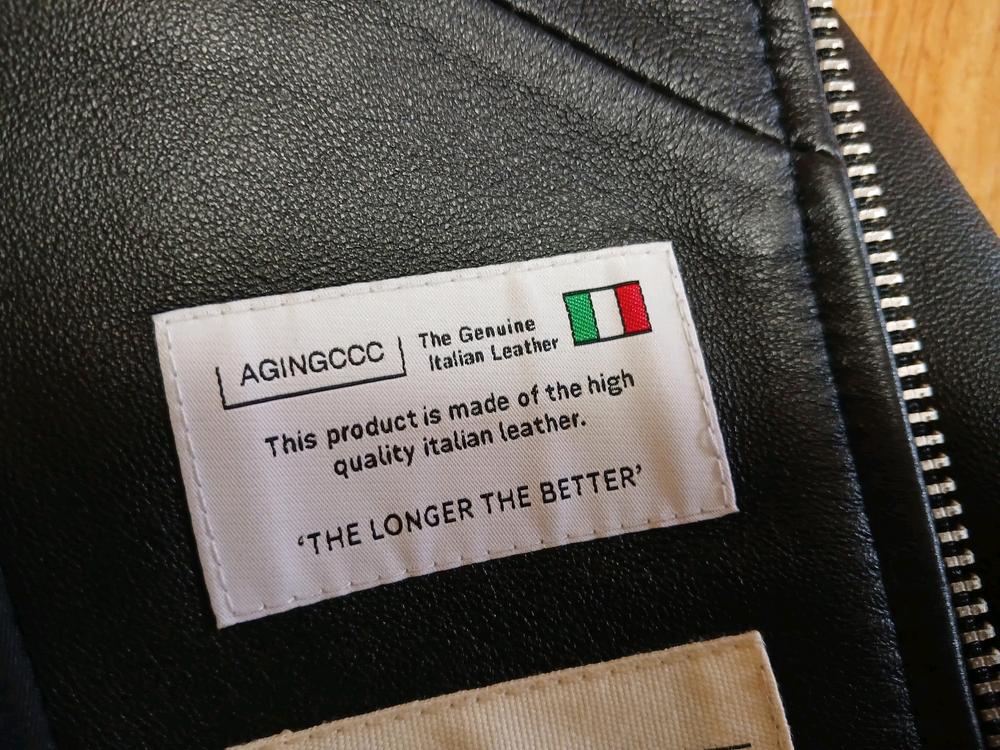 AGINGCCC
The Genuine
Italian Leather
This product is made of the high
quality italian leather.
‘THE LONGER THE BETTER’